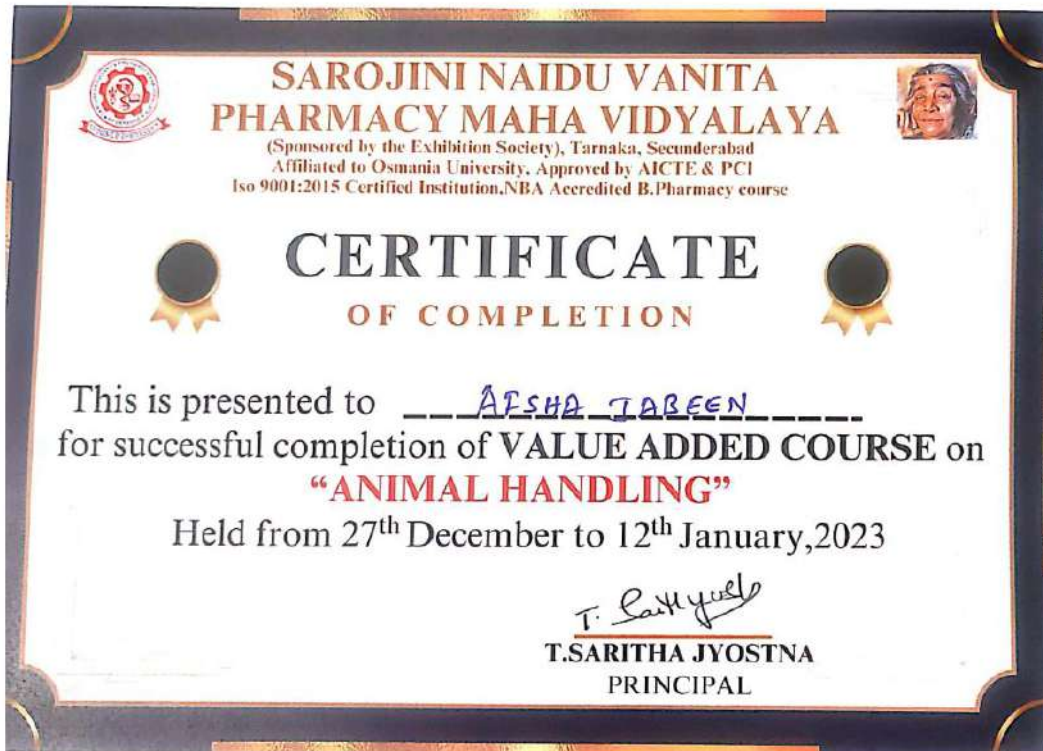 SAROJINI NAIDU VANITA
PHARMACY MAHA VIDYALAYA
(Sponsored by the Exhibition Society), Tarnaka, Secunderabad
Affiliated to Osmania University, Approved by AICTE & PCI
Iso 9001:2015 Certified Institution,NBA Accredited B.Pharmacy course
CERTIFICATE
OF COMPLETION
This is presented to AISHA JABEEN
for successful completion of VALUE ADDED COURSE on
“ANIMAL HANDLING”
Held from 27th December to 12th January,2023
T.SARITHA JYOSTNA
PRINCIPAL